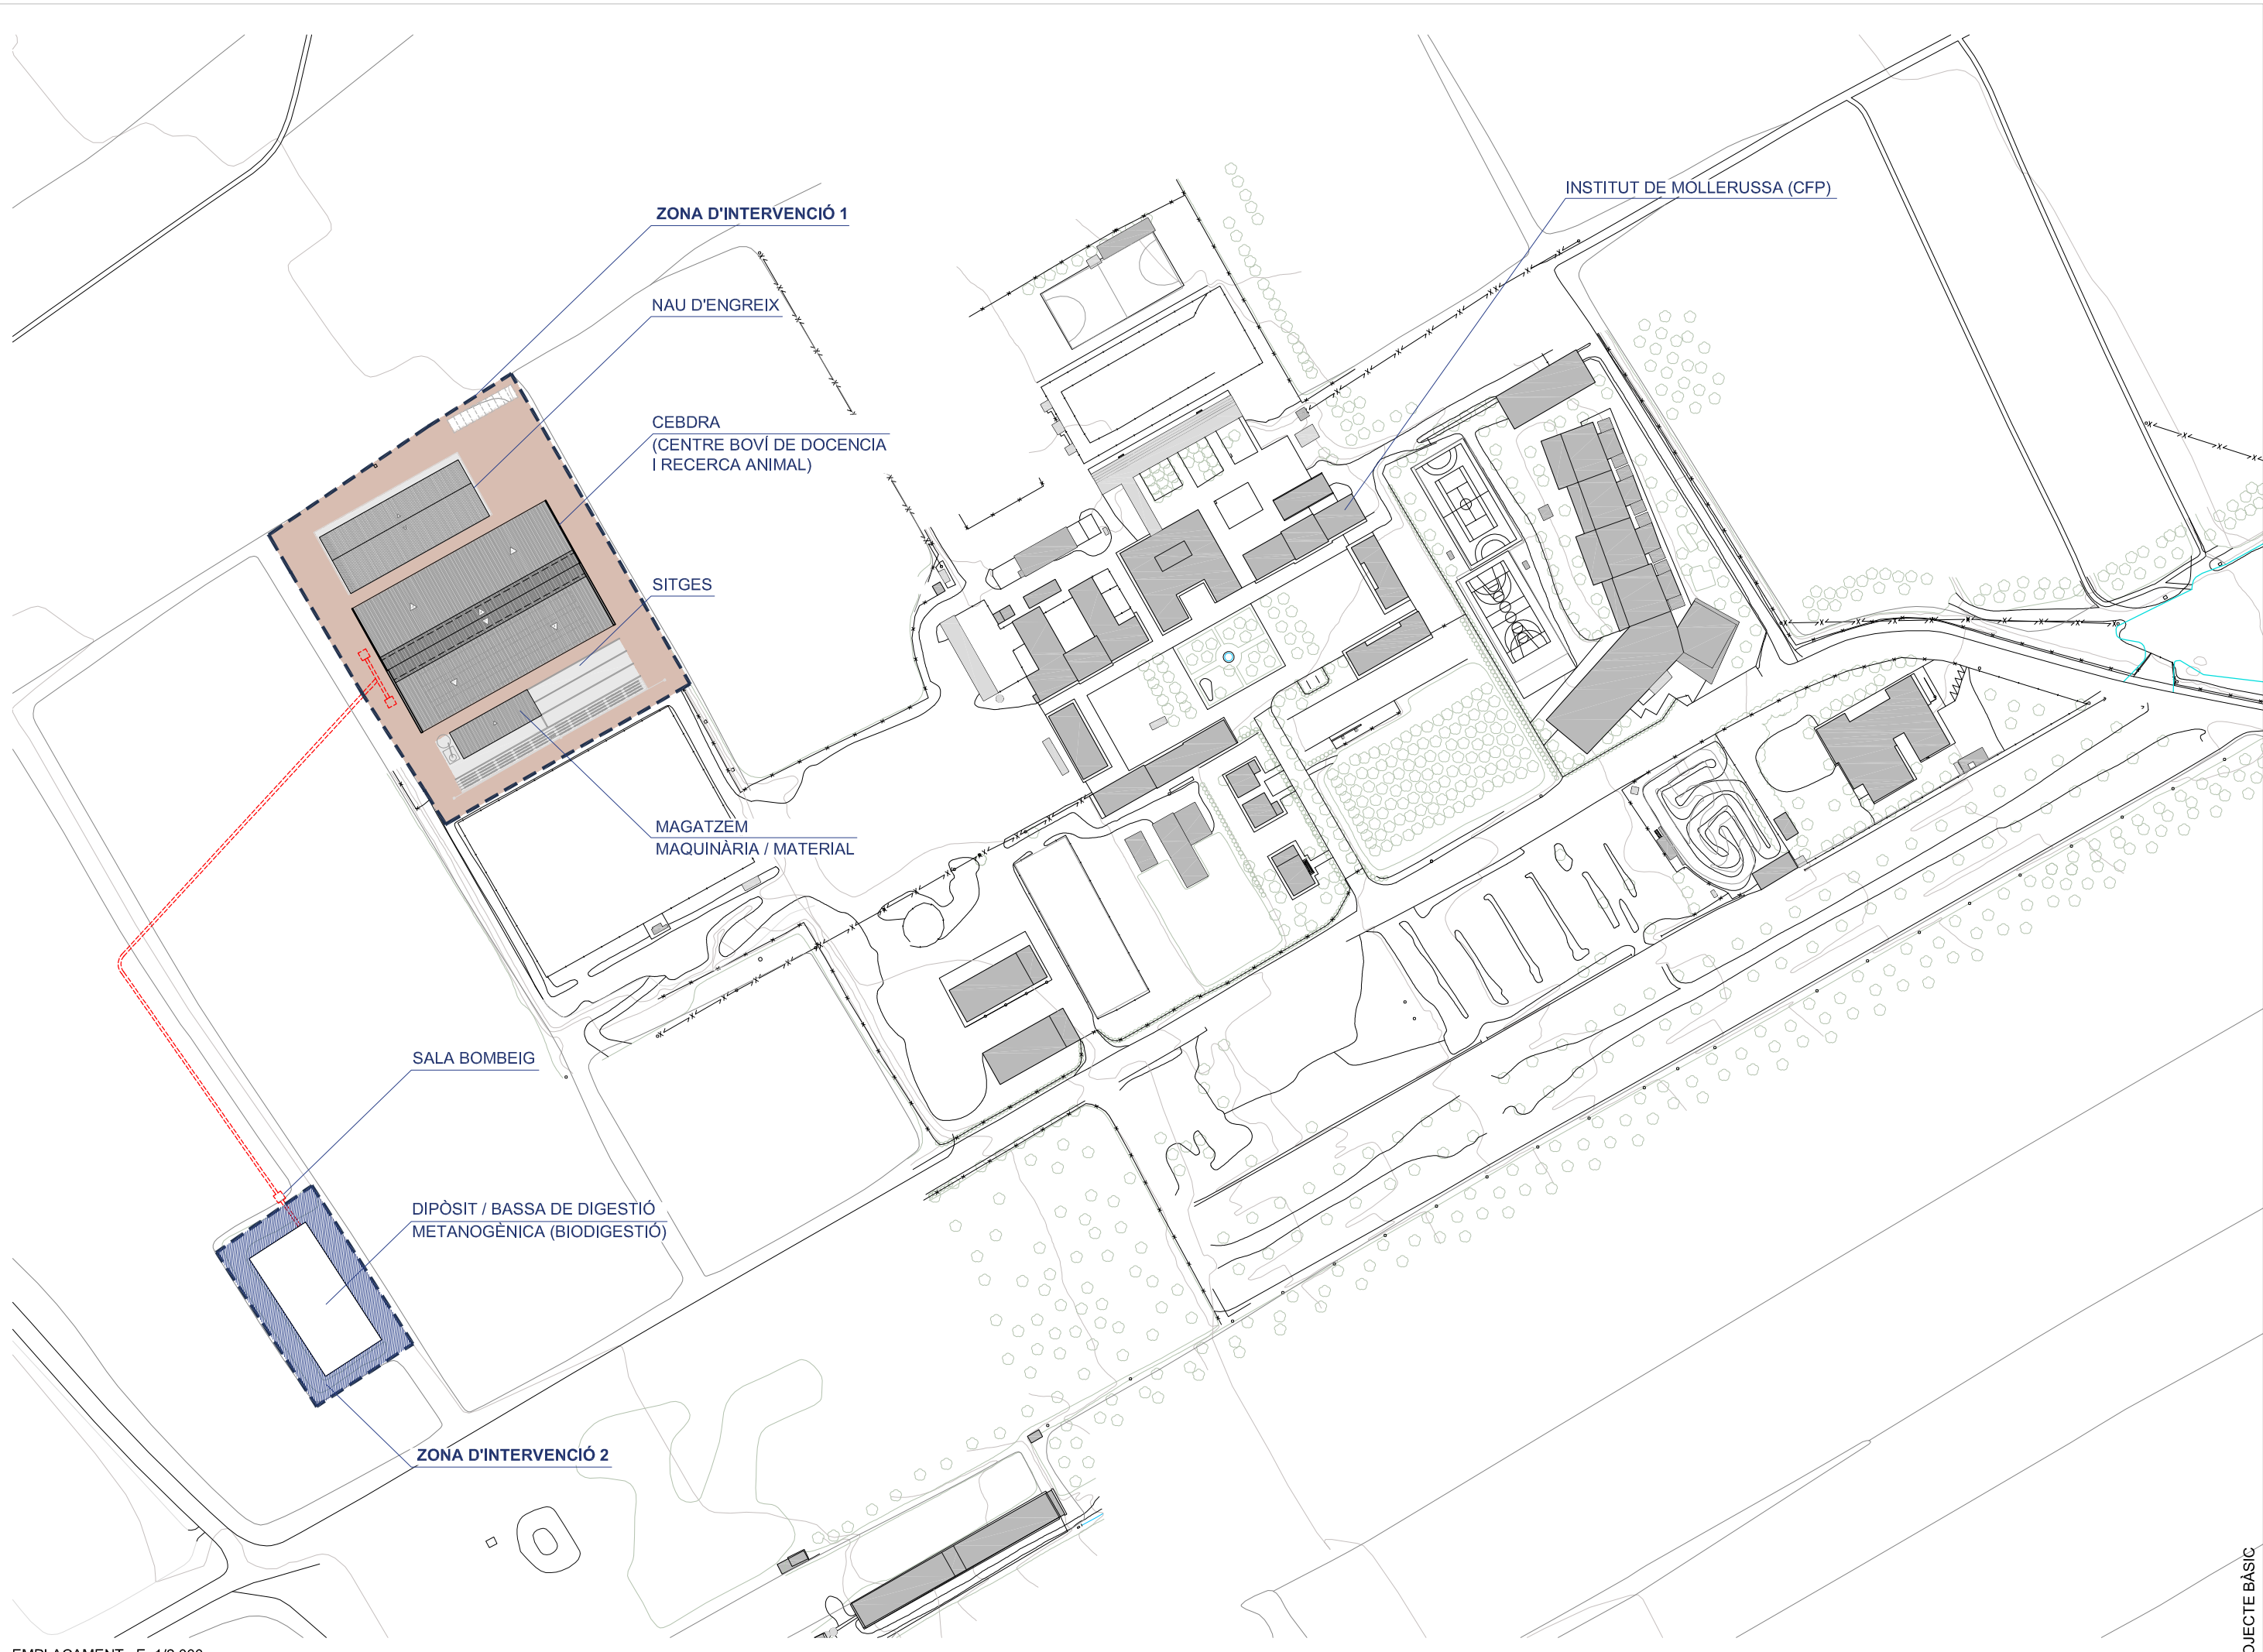 ZONA D'INTERVENCIÓ 1
INSTITUT DE MOLLERUSSA (CFP)
NAU D'ENGREIX
CEBDRA
(CENTRE BOVÍ DE DOCENCIA
I RECERCA ANIMAL)
SITGES
MAGATZEM
MAQUINÀRIA / MATERIAL
SALA BOMBEIG
DIPÒSIT / BASSA DE DIGESTIÓ
METANOGÈNICA (BIODIGESTIÓ)
ZONA D'INTERVENCIÓ 2
BÀSIC